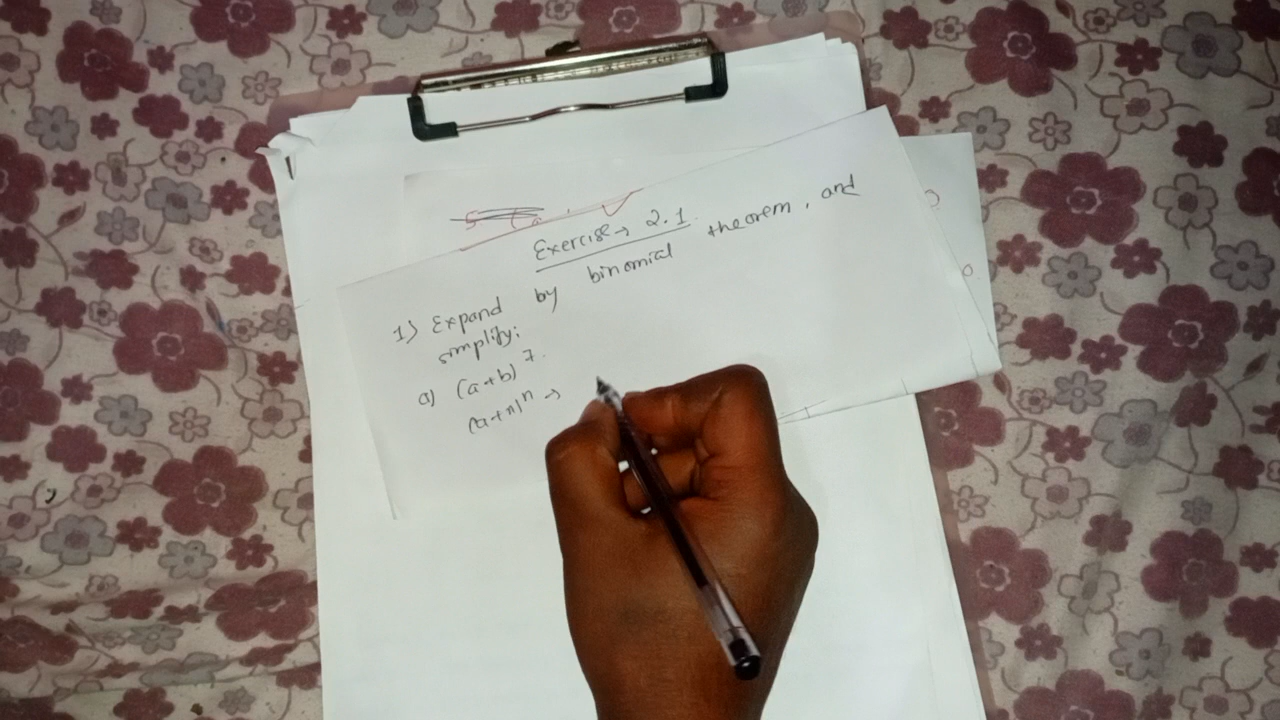 Exercise → 2.1
1) Expand by binomial theorem, and
simplify:
a) (a+b)⁷.
(a+x)ⁿ →